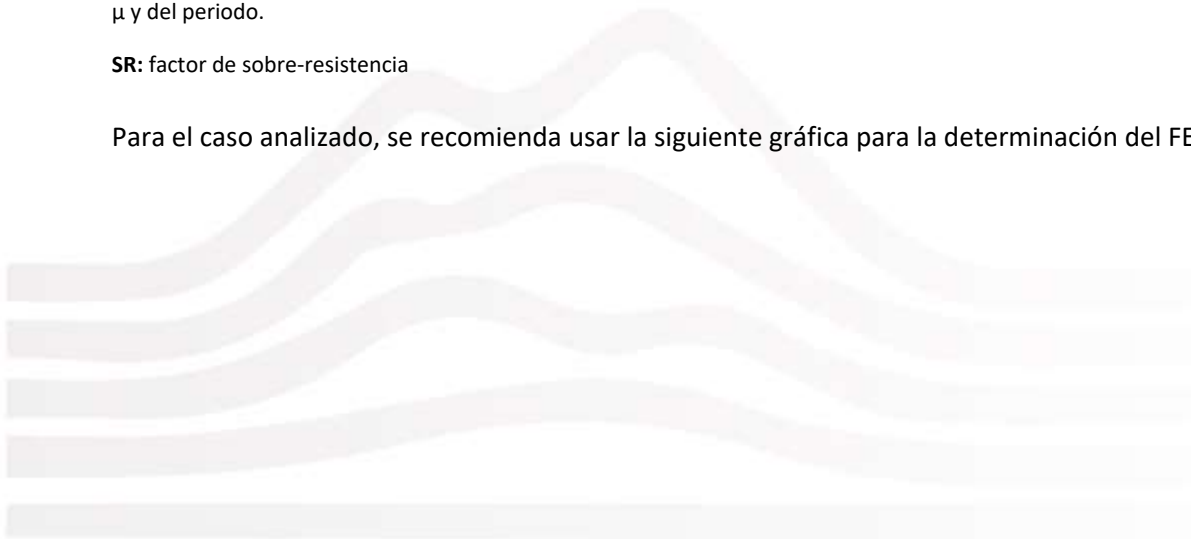 μ y del periodo.
SR: factor de sobre-resistencia
Para el caso analizado, se recomienda usar la siguiente gráfica para la determinación del